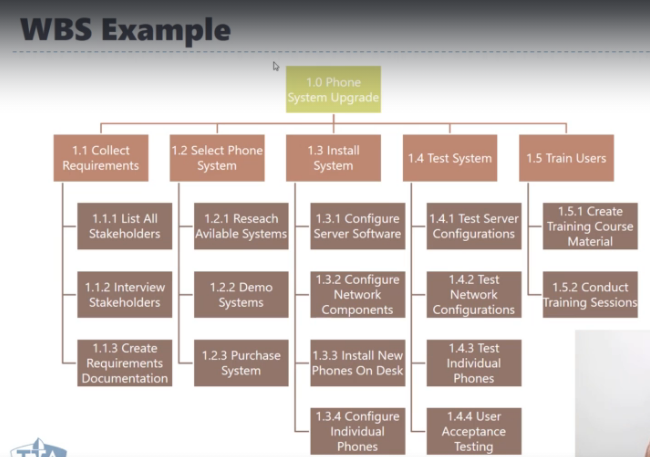 WBS Example
1.0 Phone
System Upgrade
1.1 Collect
Requirements
1.2 Select Phone
System
1.3 Install
System
1.4 Test System
1.5 Train Users
1.1.1 List All
Stakeholders
1.1.2 Interview
Stakeholders
1.1.3 Create
Requirements
Documentation
1.2.1 Reseach
Avilable Systems
1.2.2 Demo
Systems
1.2.3 Purchase
System
1.3.1 Configure
Server Software
1.3.2 Configure
Network
Components
1.3.3 Install New
Phones On Desk
1.3.4 Configure
Individual
Phones
1.4.1 Test Server
Configurations
1.4.2 Test
Network
Configurations
1.4.3 Test
Individual
Phones
1.4.4 User
Acceptance
Testing
1.5.1 Create
Training Course
Material
1.5.2 Conduct
Training Sessions